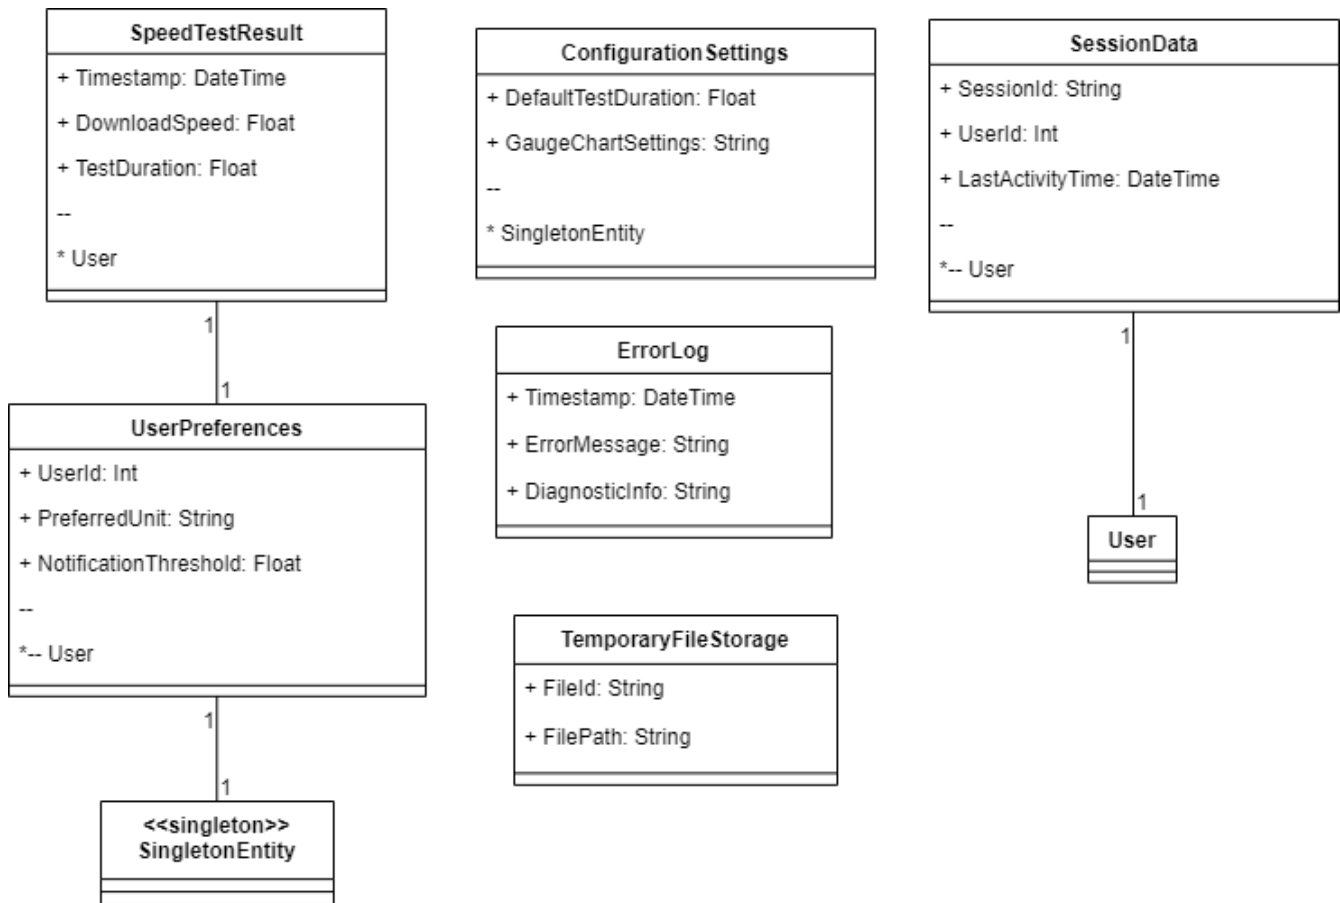 SpeedTestResult
+ Timestamp: DateTime
+ DownloadSpeed: Float
+ TestDuration: Float
--
* User
1
1
UserPreferences
+ UserId: Int
+ PreferredUnit: String
+ NotificationThreshold: Float
--
*-- User
1
1
<<singleton>>
SingletonEntity
ConfigurationSettings
+ DefaultTestDuration: Float
+ GaugeChartSettings: String
--
* SingletonEntity
ErrorLog
+ Timestamp: DateTime
+ ErrorMessage: String
+ DiagnosticInfo: String
TemporaryFileStorage
+ FileId: String
+ FilePath: String
SessionData
+ SessionId: String
+ UserId: Int
+ LastActivityTime: DateTime
--
*-- User
1
1
User